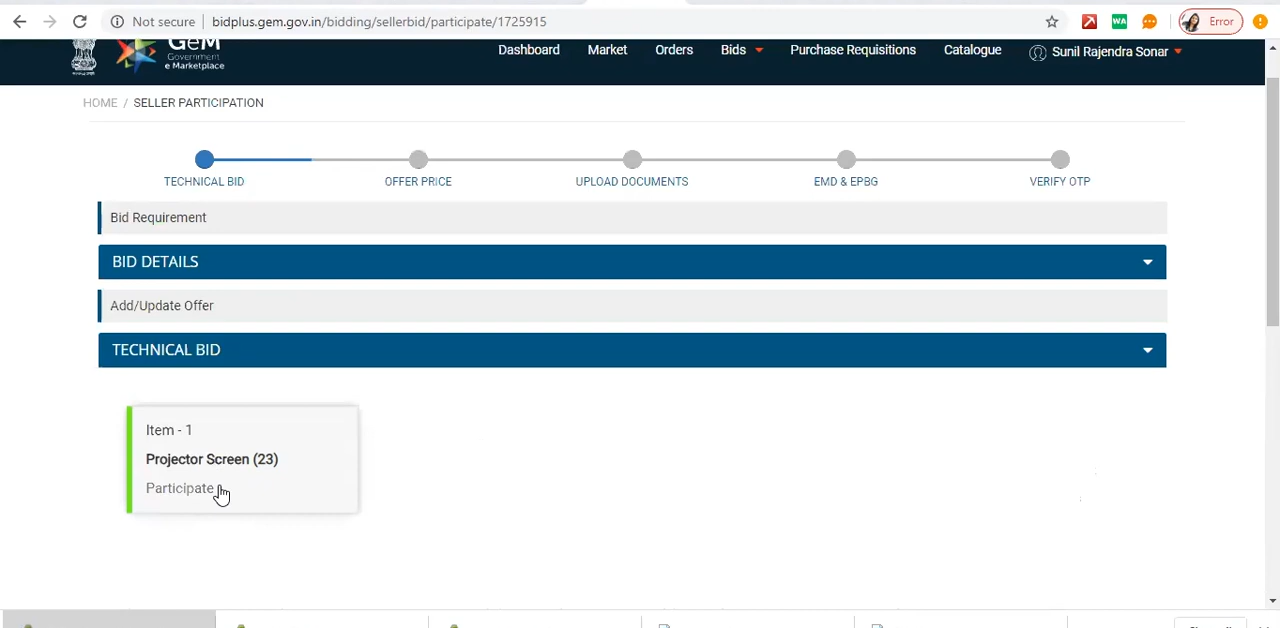 Not secure | bidplus.gem.gov.in/bidding/sellerbid/participate/1725915
WA
Error
GeM
Government
e Marketplace
Dashboard Market Orders Bids Purchase Requisitions Catalogue Sunil Rajendra Sonar
HOME / SELLER PARTICIPATION
TECHNICAL BID OFFER PRICE UPLOAD DOCUMENTS EMD & EPBG VERIFY OTP
Bid Requirement
BID DETAILS
Add/Update Offer
TECHNICAL BID
Item - 1
Projector Screen (23)
Participate